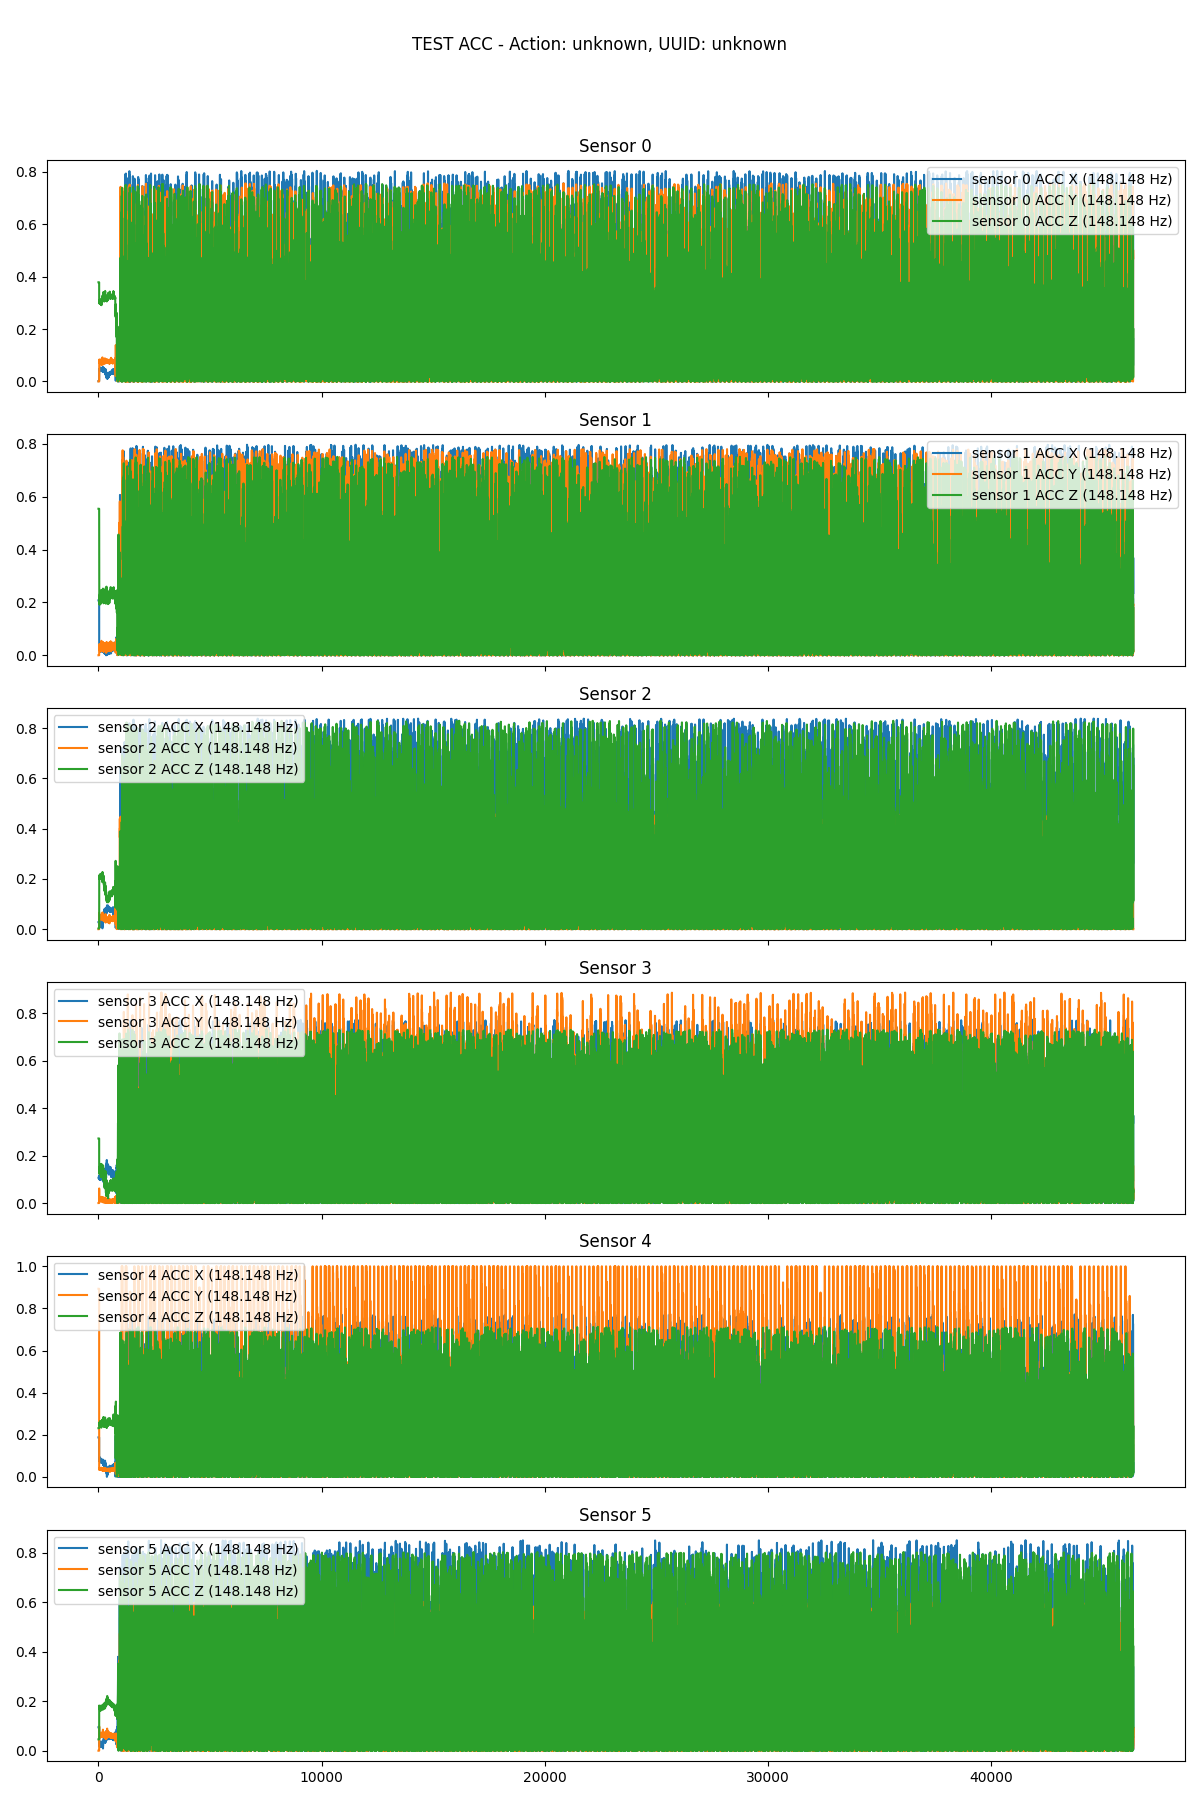 TEST ACC - Action: unknown, UUID: unknown
Sensor 0
0.8
0.6
0.4
0.2
0.0
sensor 0 ACC X (148.148 Hz)
sensor 0 ACC Y (148.148 Hz)
sensor 0 ACC Z (148.148 Hz)
Sensor 1
0.8
0.6
0.4
0.2
0.0
sensor 1 ACC X (148.148 Hz)
sensor 1 ACC Y (148.148 Hz)
sensor 1 ACC Z (148.148 Hz)
Sensor 2
0.8
0.6
0.4
0.2
0.0
sensor 2 ACC X (148.148 Hz)
sensor 2 ACC Y (148.148 Hz)
sensor 2 ACC Z (148.148 Hz)
Sensor 3
0.8
0.6
0.4
0.2
0.0
sensor 3 ACC X (148.148 Hz)
sensor 3 ACC Y (148.148 Hz)
sensor 3 ACC Z (148.148 Hz)
Sensor 4
1.0
0.8
0.6
0.4
0.2
0.0
sensor 4 ACC X (148.148 Hz)
sensor 4 ACC Y (148.148 Hz)
sensor 4 ACC Z (148.148 Hz)
Sensor 5
0.8
0.6
0.4
0.2
0.0
sensor 5 ACC X (148.148 Hz)
sensor 5 ACC Y (148.148 Hz)
sensor 5 ACC Z (148.148 Hz)
0 10000 20000 30000 40000